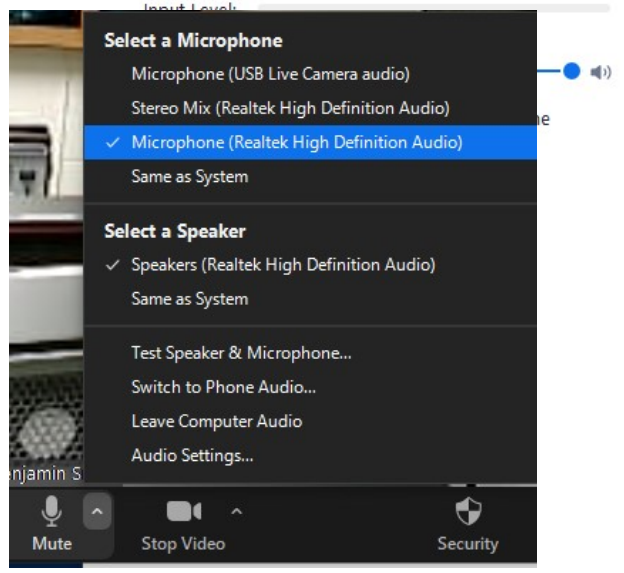 Input Level:
Select a Microphone
Microphone (USB Live Camera audio)
Stereo Mix (Realtek High Definition Audio)
Microphone (Realtek High Definition Audio)
Same as System
Select a Speaker
Speakers (Realtek High Definition Audio)
Same as System
Test Speaker & Microphone...
Switch to Phone Audio...
Leave Computer Audio
Audio Settings...
enjamin S
Mute
Stop Video
Security